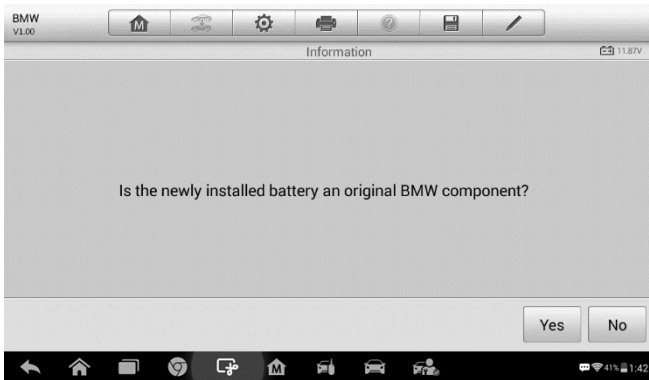 BMW
V1.00
M
?
Information
11.87V
Is the newly installed battery an original BMW component?
Yes
No
M
41%
1:42